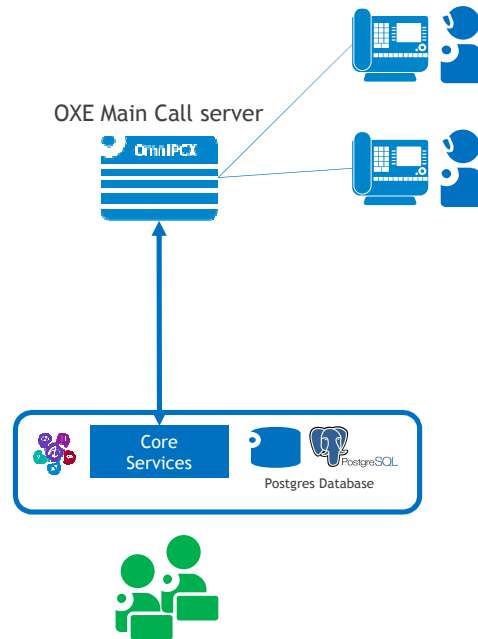 OXE Main Call server
OmniPCX
Core
Services
PostgreSQL
Postgres Database